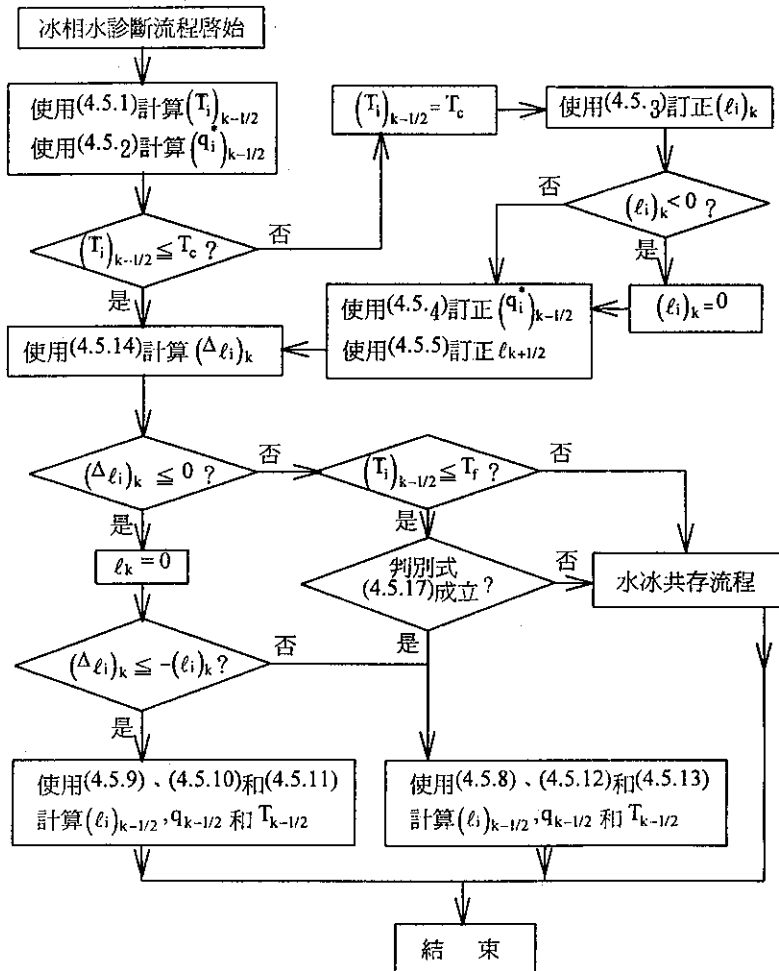 冰相水診斷流程啓始
使用(4.5.1)計算(Ti)k-1/2
使用(4.5.2)計算(qi*)k-1/2
(Ti)k-1/2 = Tc
使用(4.5.3)訂正(ℓi)k
(ℓi)k < 0 ?
否
是
(ℓi)k = 0
(Ti)k-1/2 ≦ Tc ?
否
是
使用(4.5.4)訂正(qi*)k-1/2
使用(4.5.5)訂正ℓk+1/2
使用(4.5.14)計算(Δℓi)k
(Δℓi)k ≦ 0 ?
否
是
(Ti)k-1/2 ≦ Tf ?
否
是
ℓk = 0
判別式
(4.5.17)成立?
否
是
水冰共存流程
(Δℓi)k ≦ -(ℓi)k?
否
是
使用(4.5.9)、(4.5.10)和(4.5.11)
計算(ℓi)k-1/2,qk-1/2 和 Tk-1/2
使用(4.5.8)、(4.5.12)和(4.5.13)
計算(ℓi)k-1/2,qk-1/2 和 Tk-1/2
結 束